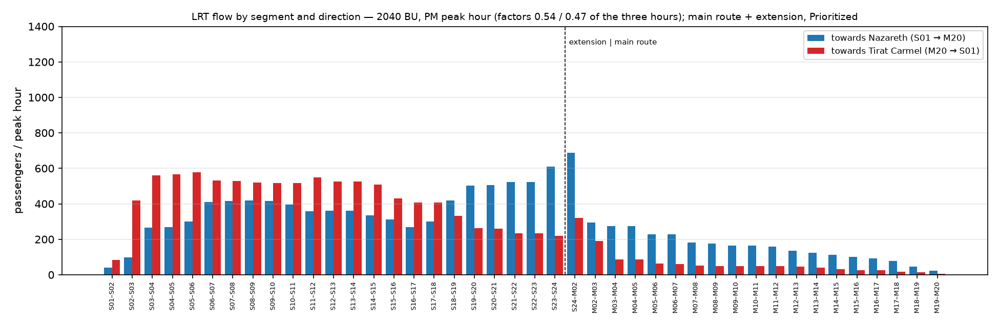 LRT flow by segment and direction — 2040 BU, PM peak hour (factors 0.54 / 0.47 of the three hours); main route + extension, Prioritized
passengers / peak hour
1400
1200
1000
800
600
400
200
0
extension | main route
towards Nazareth (S01 → M20)
towards Tirat Carmel (M20 → S01)
S01–S02
S02–S03
S03–S04
S04–S05
S05–S06
S06–S07
S07–S08
S08–S09
S09–S10
S10–S11
S11–S12
S12–S13
S13–S14
S14–S15
S15–S16
S16–S17
S17–S18
S18–S19
S19–S20
S20–S21
S21–S22
S22–S23
S23–S24
S24–M02
M02–M03
M03–M04
M04–M05
M05–M06
M06–M07
M07–M08
M08–M09
M09–M10
M10–M11
M11–M12
M12–M13
M13–M14
M14–M15
M15–M16
M16–M17
M17–M18
M18–M19
M19–M20